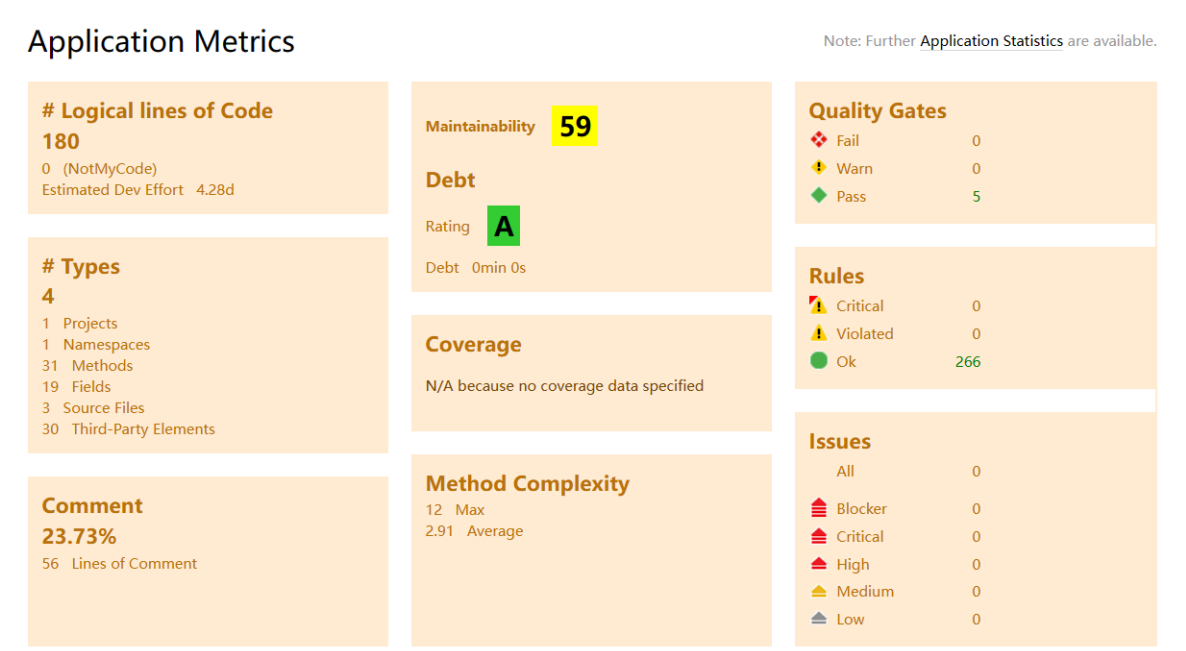 Application Metrics
Note: Further Application Statistics are available.
# Logical lines of Code
180
0 (NotMyCode)
Estimated Dev Effort 4.28d
# Types
4
1 Projects
1 Namespaces
31 Methods
19 Fields
3 Source Files
30 Third-Party Elements
Comment
23.73%
56 Lines of Comment
Maintainability 59
Debt
Rating A
Debt 0min 0s
Coverage
N/A because no coverage data specified
Method Complexity
12 Max
2.91 Average
Quality Gates
Fail 0
Warn 0
Pass 5
Rules
Critical 0
Violated 0
Ok 266
Issues
All 0
Blocker 0
Critical 0
High 0
Medium 0
Low 0